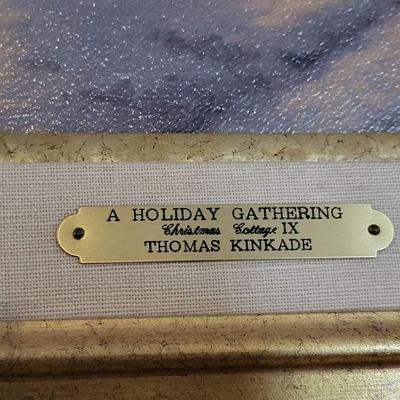 A HOLIDAY GATHERING
Christmas Cottage IX
THOMAS KINKADE